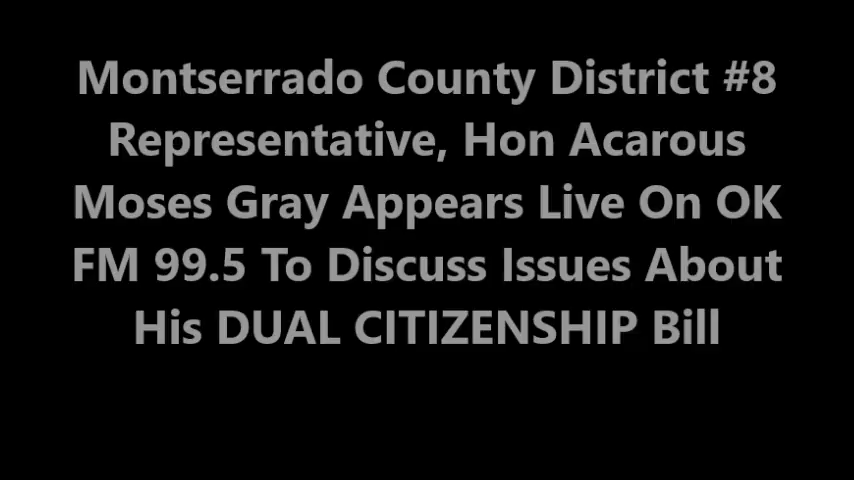 Montserrado County District #8
Representative, Hon Acarous
Moses Gray Appears Live On OK
FM 99.5 To Discuss Issues About
His DUAL CITIZENSHIP Bill